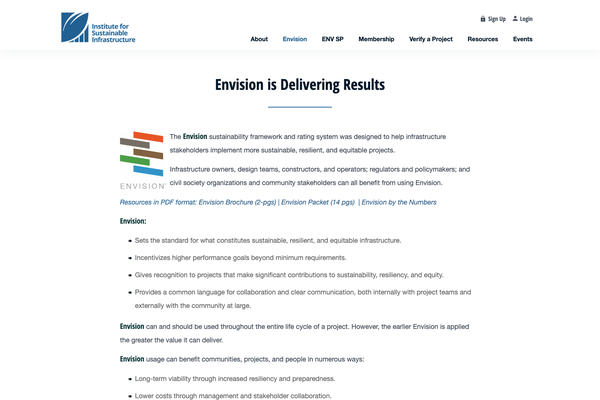 Institute for
Sustainable
Infrastructure
Sign Up
Login
About
Envision
ENV SP
Membership
Verify a Project
Resources
Events
Envision is Delivering Results
The Envision sustainability framework and rating system was designed to help infrastructure
stakeholders implement more sustainable, resilient, and equitable projects.
Infrastructure owners, design teams, constructors, and operators; regulators and policymakers; and
civil society organizations and community stakeholders can all benefit from using Envision.
ENVISION
Resources in PDF format: Envision Brochure (2-pgs) | Envision Packet (14 pgs) | Envision by the Numbers
Envision:
Sets the standard for what constitutes sustainable, resilient, and equitable infrastructure.
Incentivizes higher performance goals beyond minimum requirements.
Gives recognition to projects that make significant contributions to sustainability, resiliency, and equity.
Provides a common language for collaboration and clear communication, both internally with project teams and
externally with the community at large.
Envision can and should be used throughout the entire life cycle of a project. However, the earlier Envision is applied
the greater the value it can deliver.
Envision usage can benefit communities, projects, and people in numerous ways:
Long-term viability through increased resiliency and preparedness.
Lower costs through management and stakeholder collaboration.